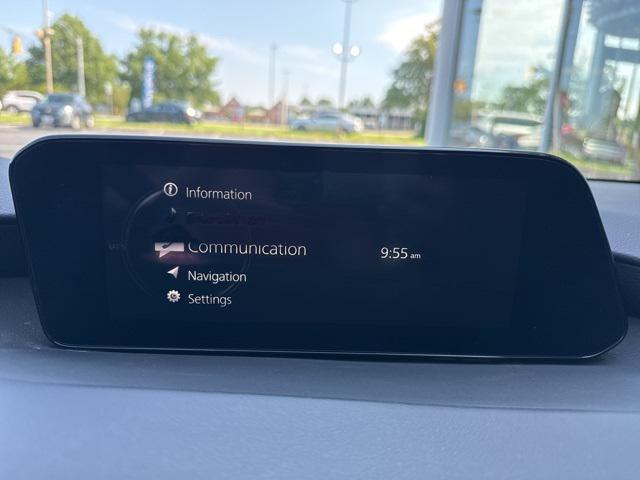 Information
Communication
9:55 am
Navigation
Settings